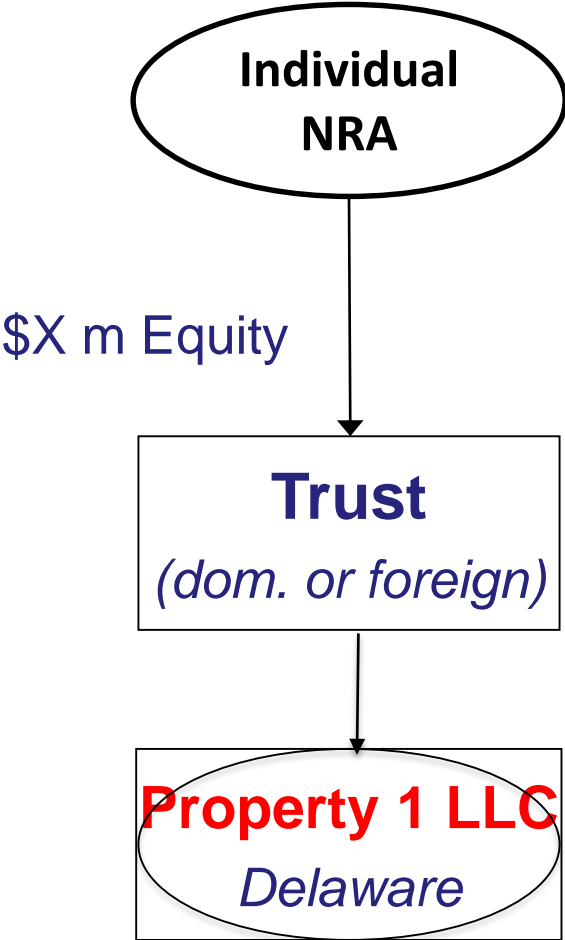 Individual
NRA
$X m Equity
Trust
(dom. or foreign)
Property 1 LLC
Delaware